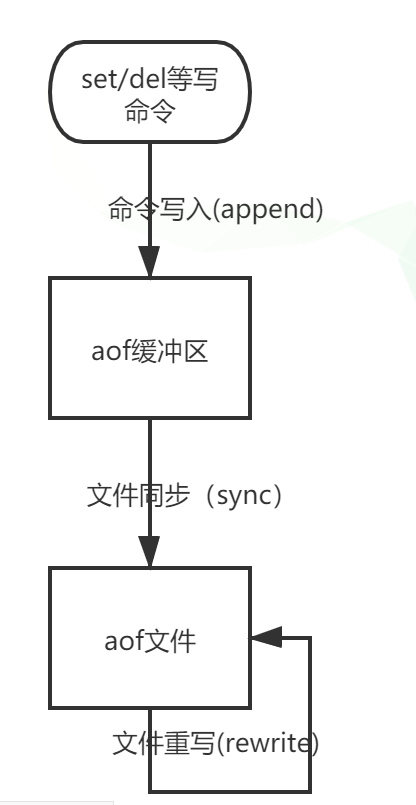 set/del等写
命令
命令写入(append)
aof缓冲区
文件同步（sync）
aof文件
文件重写(rewrite)